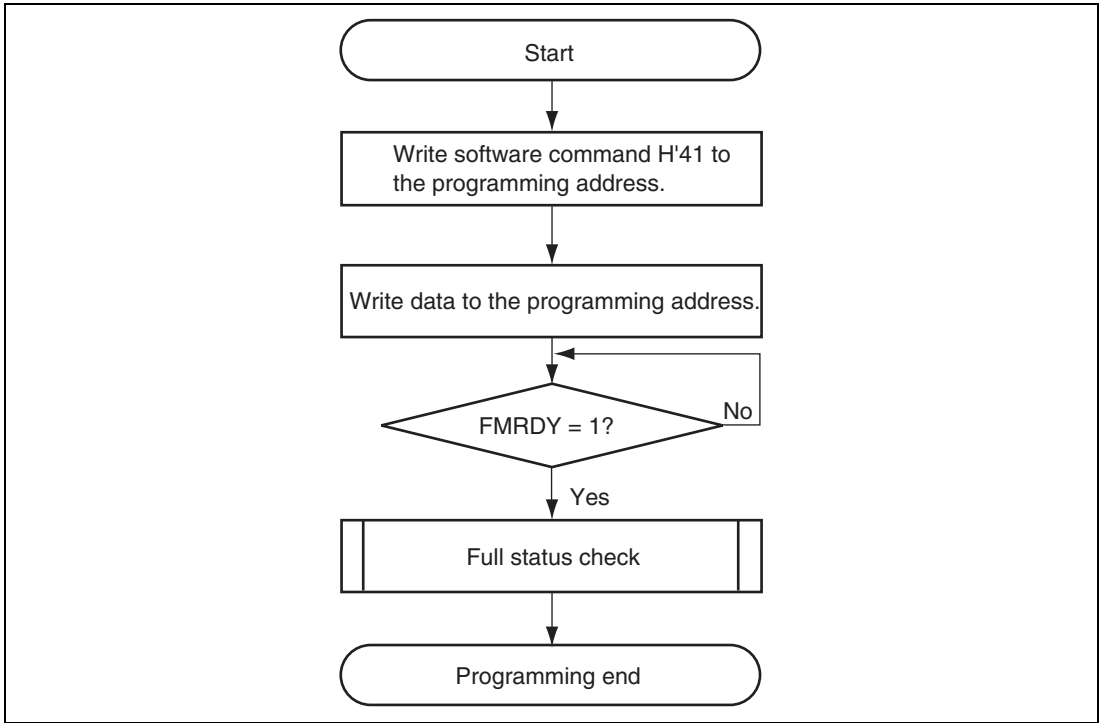 Start
Write software command H'41 to
the programming address.
Write data to the programming address.
FMRDY = 1?
No
Yes
Full status check
Programming end